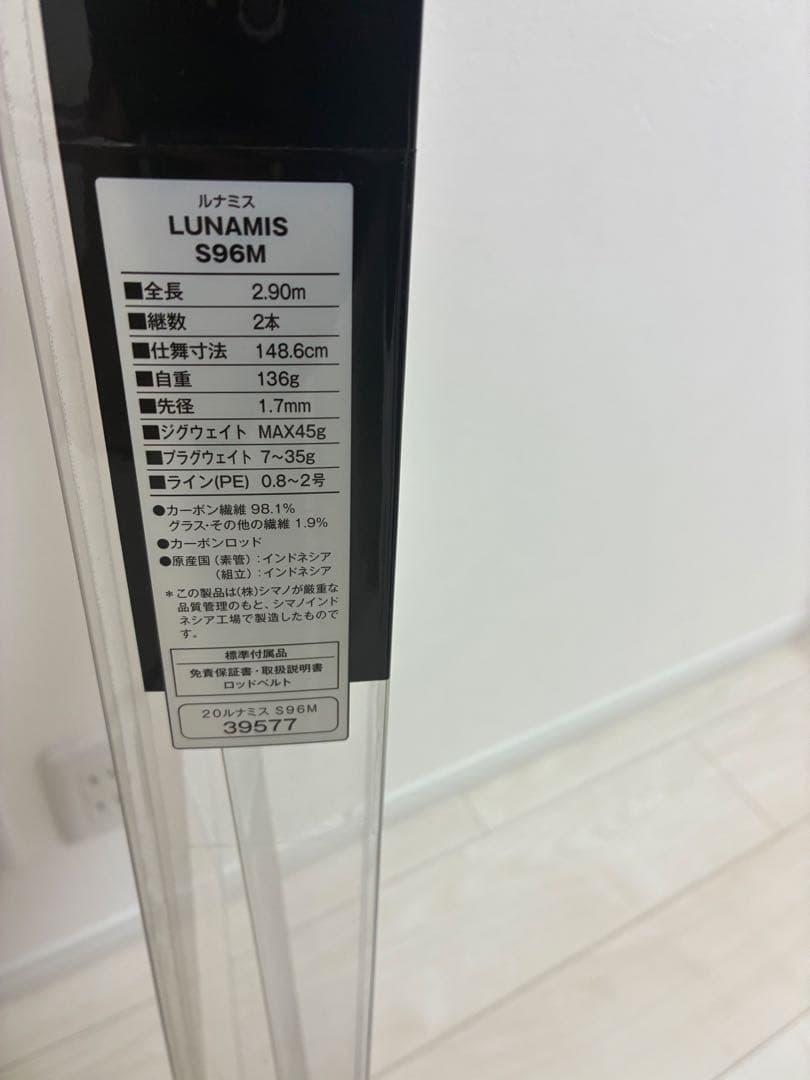 ルナミス
LUNAMIS
S96M
■全長 2.90m
■継数 2本
■仕舞寸法 148.6cm
■自重 136g
■先径 1.7mm
■ジグウェイト MAX45g
■プラグウェイト 7~35g
■ライン(PE) 0.8~2号
●カーボン繊維 98.1%
グラス・その他の繊維 1.9%
●カーボンロッド
●原産国(素管):インドネシア
(組立):インドネシア
*この製品は(株)シマノが厳重な
品質管理のもと、シマノインド
ネシア工場で製造したもので
す。
標準付属品
免責保証書・取扱説明書
ロッドベルト
20ルナミス S96M
39577